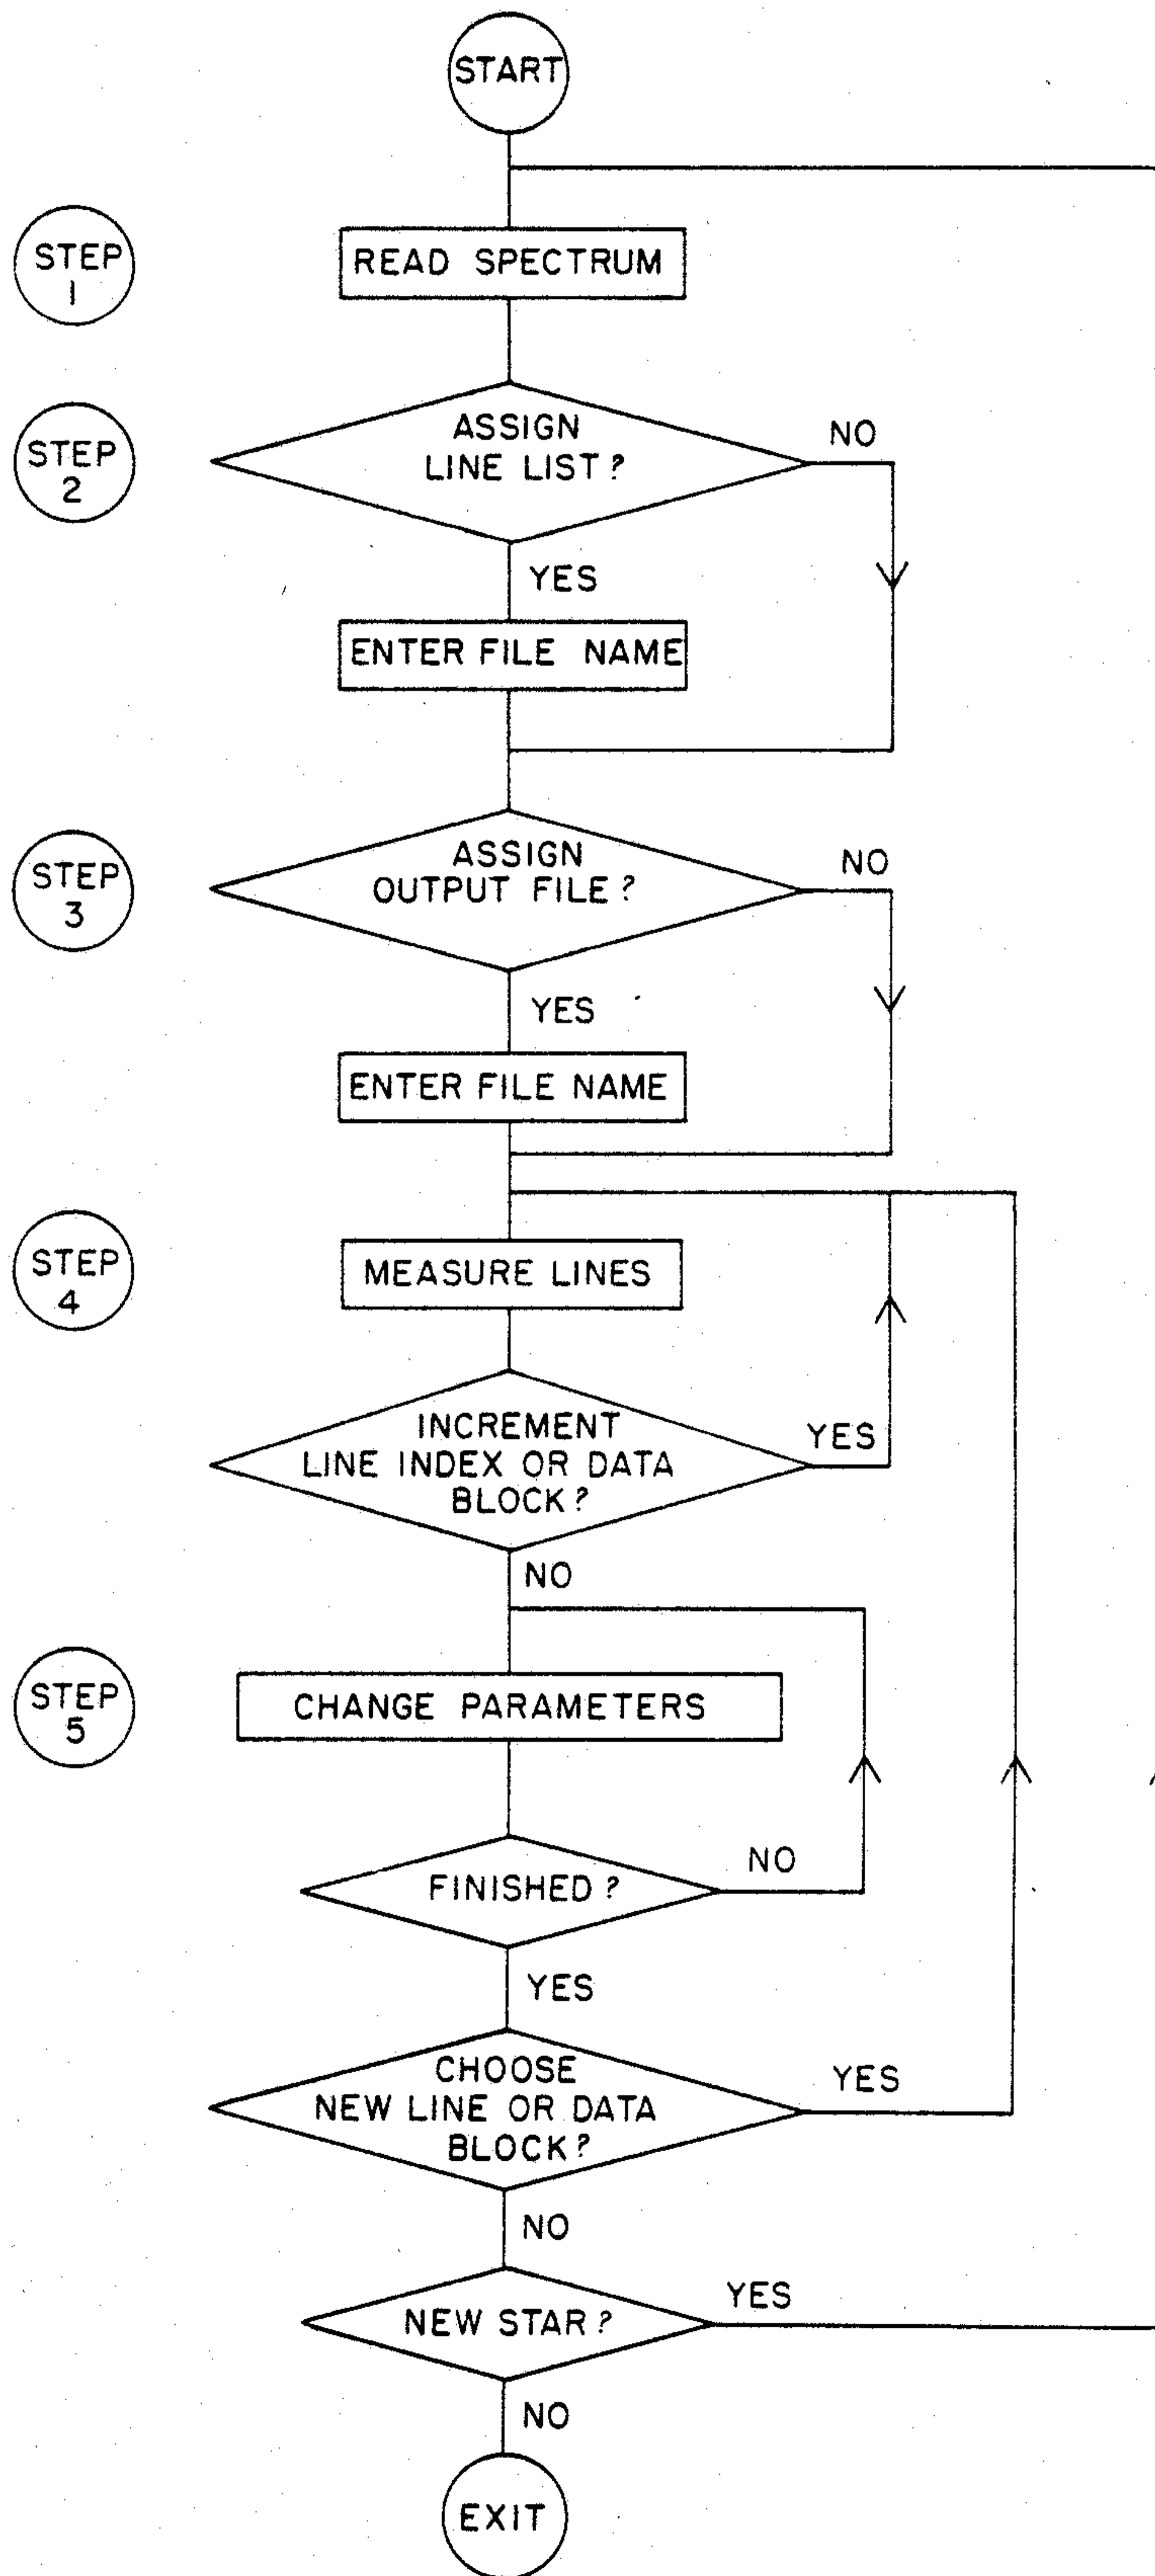 START
STEP
1
READ SPECTRUM
STEP
2
ASSIGN
LINE LIST?
NO
YES
ENTER FILE NAME
STEP
3
ASSIGN
OUTPUT FILE?
NO
YES
ENTER FILE NAME
STEP
4
MEASURE LINES
INCREMENT
LINE INDEX OR DATA
BLOCK?
YES
NO
STEP
5
CHANGE PARAMETERS
FINISHED?
NO
YES
CHOOSE
NEW LINE OR DATA
BLOCK?
YES
NO
NEW STAR?
YES
NO
EXIT